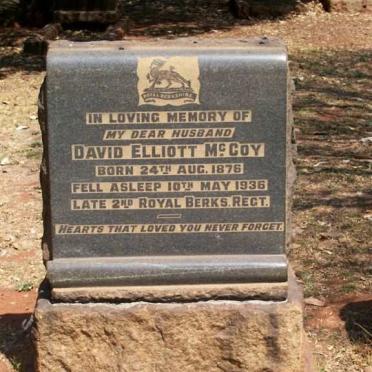 ROYAL BERKSHIRE
IN LOVING MEMORY OF
MY DEAR HUSBAND
DAVID ELLIOTT McCOY
BORN 24TH AUG. 1876
FELL ASLEEP 10TH MAY 1936
LATE 2ND ROYAL BERKS. REGT.
HEARTS THAT LOVED YOU NEVER FORGET.